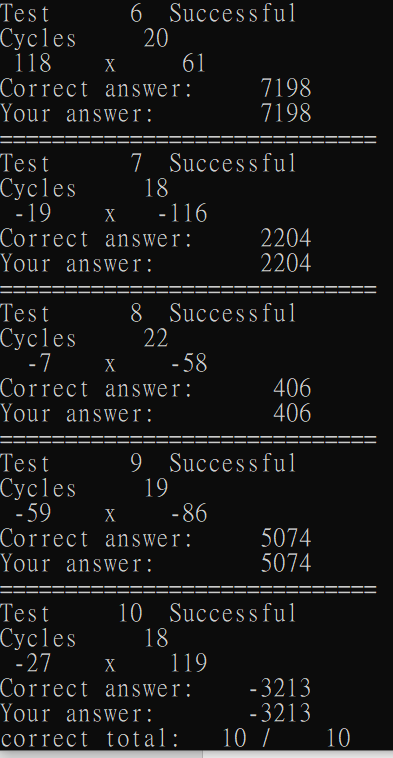 Test      6  Successful
Cycles     20
 118    x     61
Correct answer:     7198
Your answer:        7198
=============================
Test      7  Successful
Cycles     18
 -19    x   -116
Correct answer:     2204
Your answer:        2204
=============================
Test      8  Successful
Cycles     22
  -7    x    -58
Correct answer:      406
Your answer:         406
=============================
Test      9  Successful
Cycles     19
 -59    x    -86
Correct answer:     5074
Your answer:        5074
=============================
Test     10  Successful
Cycles     18
 -27    x    119
Correct answer:    -3213
Your answer:       -3213
correct total:   10 /    10